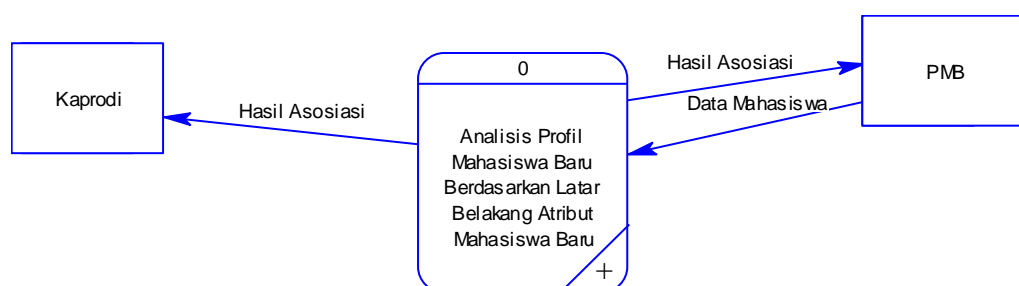 Kaprodi
Hasil Asosiasi
0
Analisis Profil
Mahasiswa Baru
Berdasarkan Latar
Belakang Atribut
Mahasiswa Baru
+
Hasil Asosiasi
Data Mahasiswa
PMB